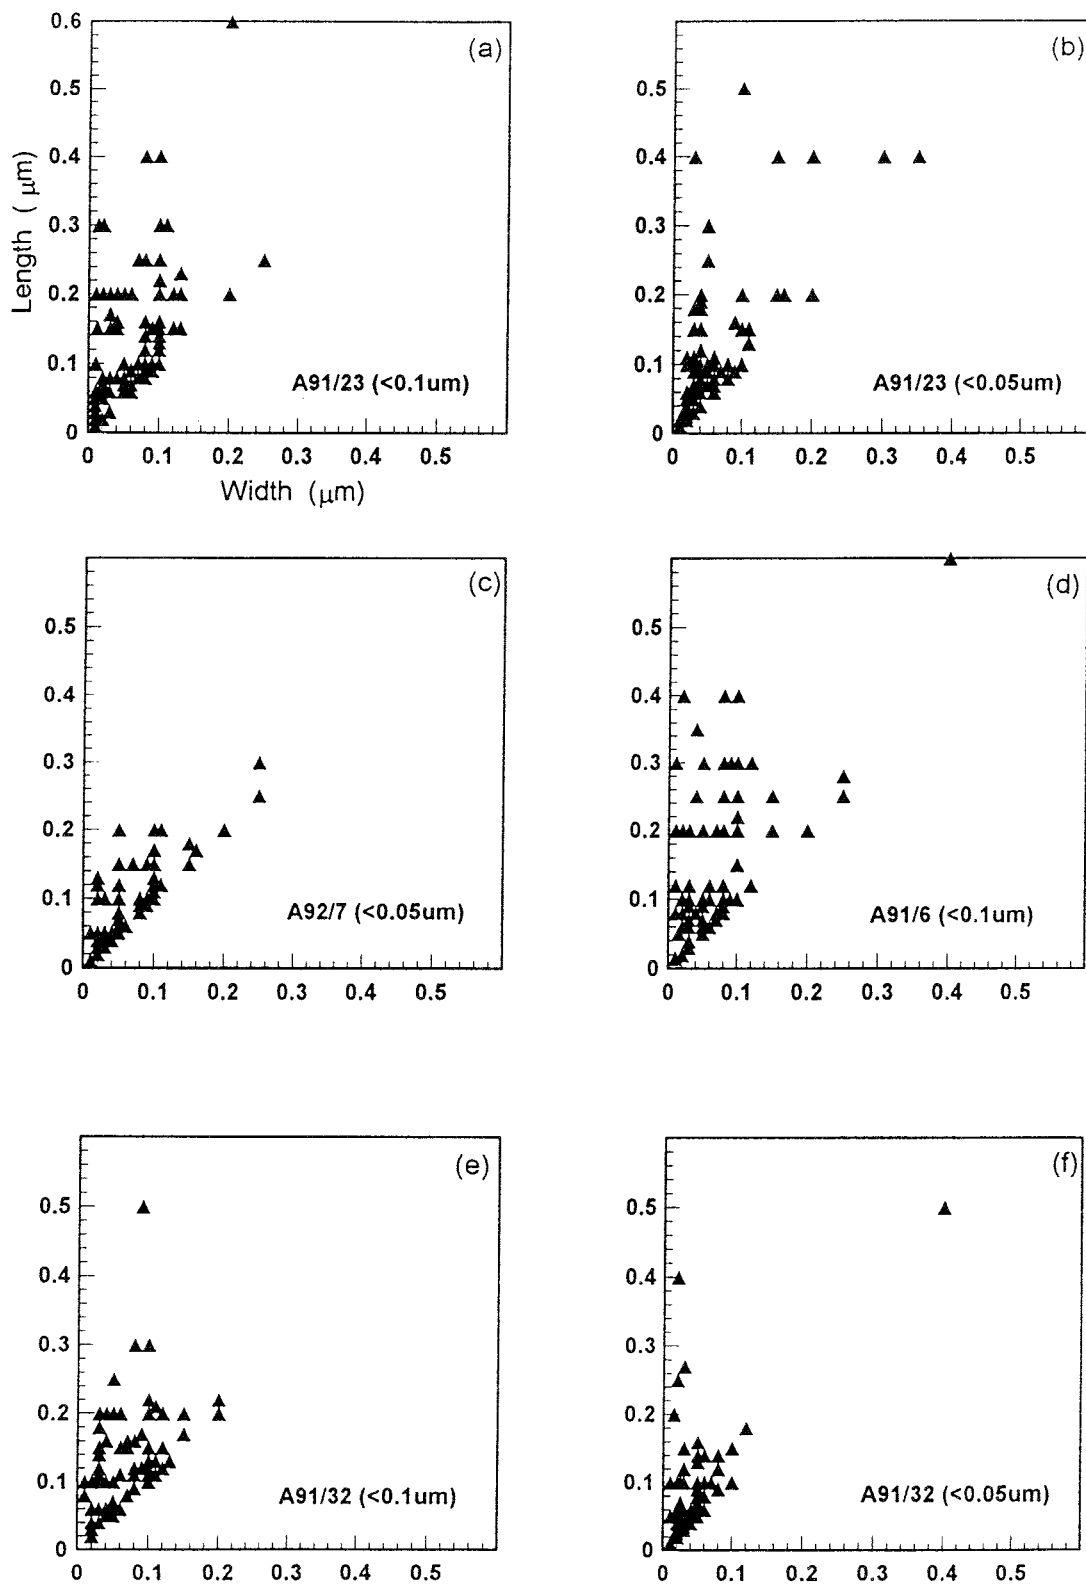 0.6
(a)
0.5
0.4
0.3
0.2
0.1
0
Length ( μm)
A91/23 (<0.1um)
0 0.1 0.2 0.3 0.4 0.5
Width (μm)
(b)
0.5
0.4
0.3
0.2
0.1
0
A91/23 (<0.05um)
0 0.1 0.2 0.3 0.4 0.5
(c)
0.5
0.4
0.3
0.2
0.1
0
A92/7 (<0.05um)
0 0.1 0.2 0.3 0.4 0.5
(d)
0.5
0.4
0.3
0.2
0.1
0
A91/6 (<0.1um)
0 0.1 0.2 0.3 0.4 0.5
(e)
0.5
0.4
0.3
0.2
0.1
0
A91/32 (<0.1um)
0 0.1 0.2 0.3 0.4 0.5
(f)
0.5
0.4
0.3
0.2
0.1
0
A91/32 (<0.05um)
0 0.1 0.2 0.3 0.4 0.5